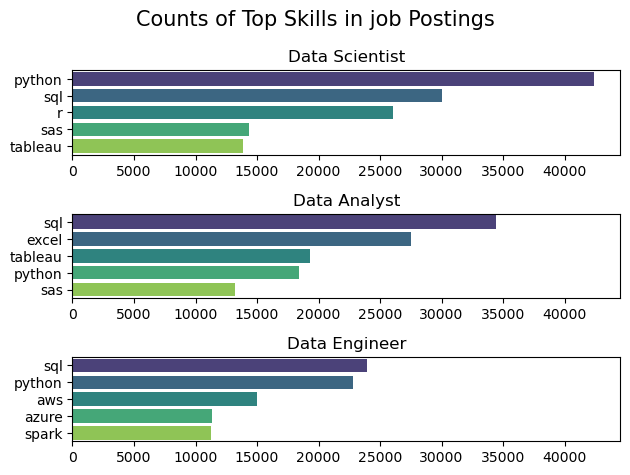 Counts of Top Skills in job Postings
Data Scientist
python
sql
r
sas
tableau
0 5000 10000 15000 20000 25000 30000 35000 40000
Data Analyst
sql
excel
tableau
python
sas
0 5000 10000 15000 20000 25000 30000 35000 40000
Data Engineer
sql
python
aws
azure
spark
0 5000 10000 15000 20000 25000 30000 35000 40000